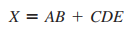 X = AB + CDE